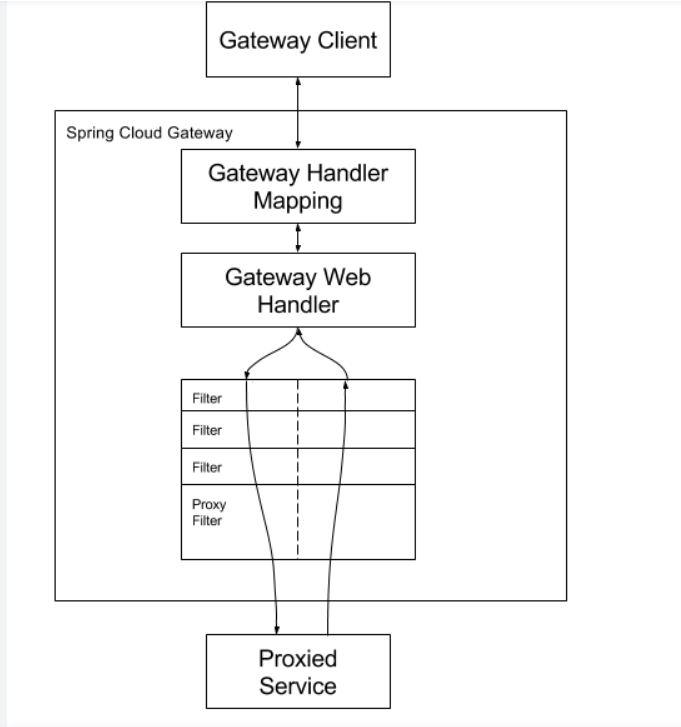 Gateway Client
Spring Cloud Gateway
Gateway Handler
Mapping
Gateway Web
Handler
Filter
Filter
Filter
Proxy
Filter
Proxied
Service